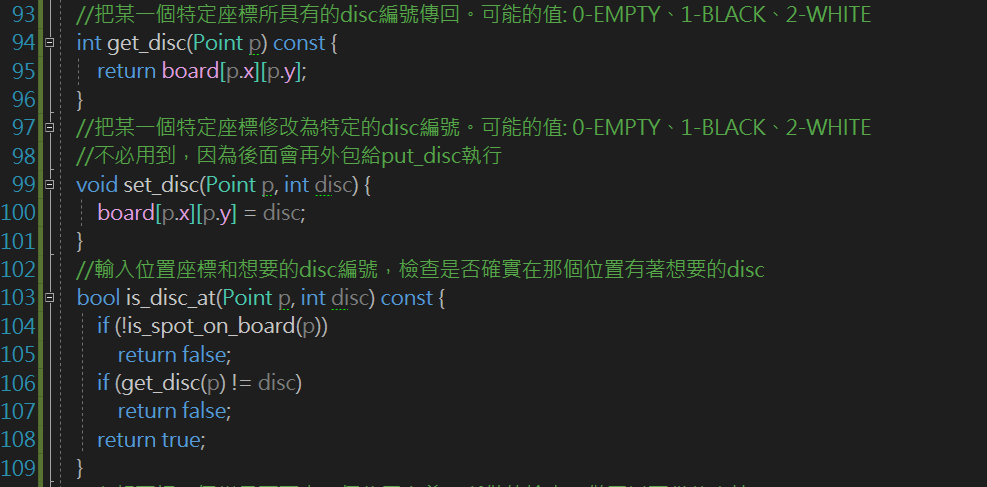 93 //把某一個特定座標所具有的disc編號傳回。可能的值: 0-EMPTY、1-BLACK、2-WHITE
94 int get_disc(Point p) const {
95 return board[p.x][p.y];
96 }
97 //把某一個特定座標修改為特定的disc編號。可能的值: 0-EMPTY、1-BLACK、2-WHITE
98 //不必用到，因為後面會再外包給put_disc執行
99 void set_disc(Point p, int disc) {
100 board[p.x][p.y] = disc;
101 }
102 //輸入位置座標和想要的disc編號，檢查是否確實在那個位置有著想要的disc
103 bool is_disc_at(Point p, int disc) const {
104 if (!is_spot_on_board(p))
105 return false;
106 if (get_disc(p) != disc)
107 return false;
108 return true;
109 }